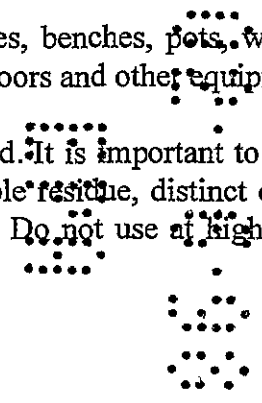 es, benches, pots, w
oors and other equip
d. It is important to
le residue, distinct
Do not use at high